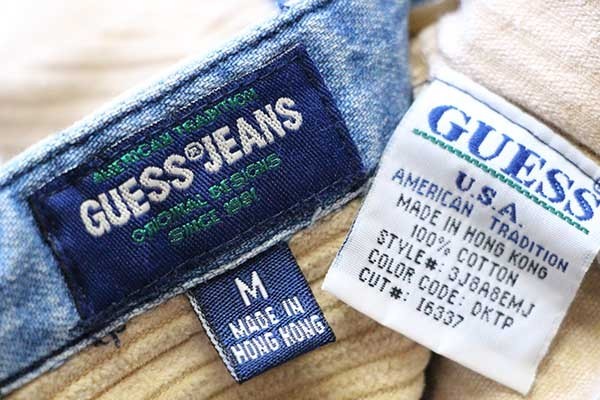 AMERICAN TRADITION
GUESS®JEANS
ORIGINAL DESIGNS
SINCE 1981
M
MADE IN
HONG KONG
GUESS
U.S.A.
AMERICAN TRADITION
MADE IN HONG KONG
100% COTTON
STYLE#: 3J8A8EMJ
COLOR CODE: DKTP
CUT#: 16337